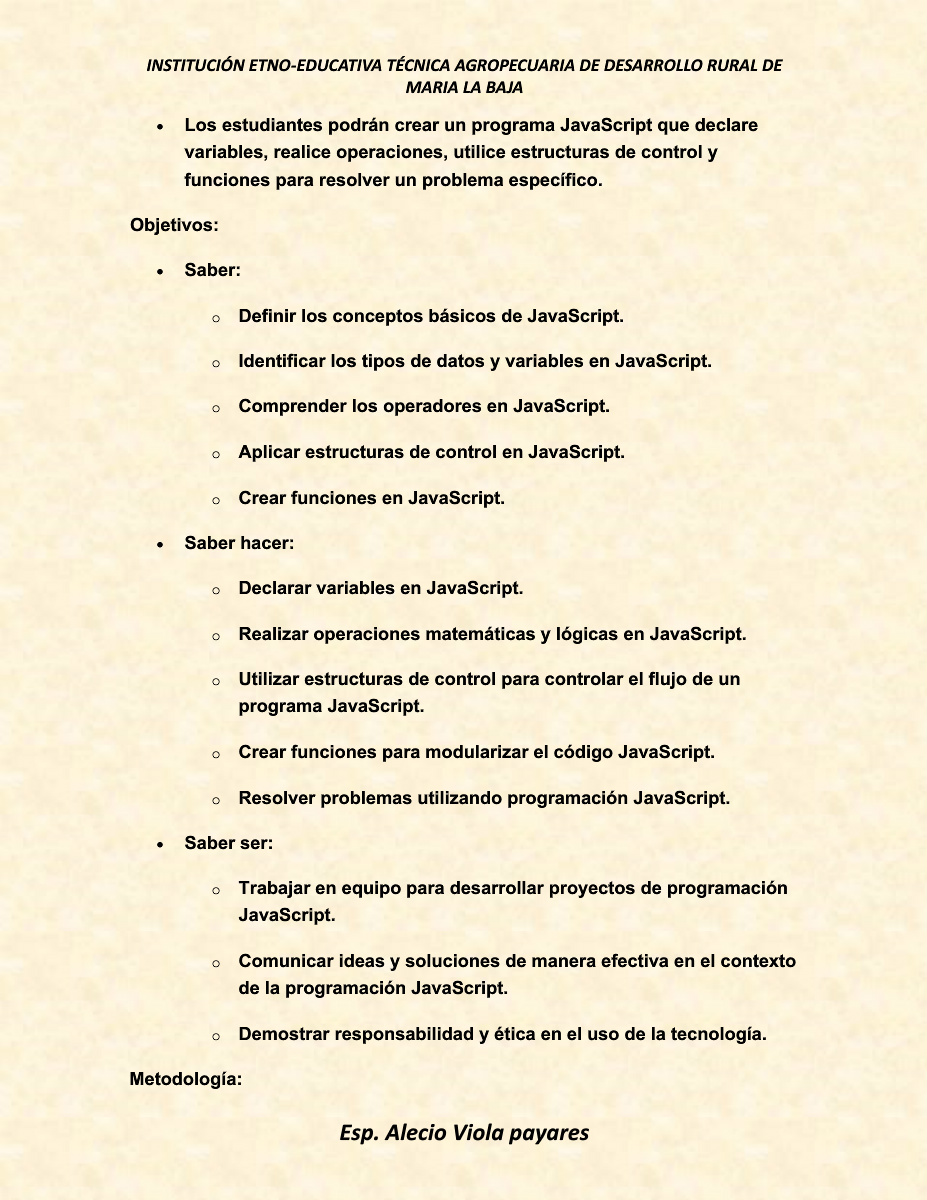 INSTITUCIÓN ETNO-EDUCATIVA TÉCNICA AGROPECUARIA DE DESARROLLO RURAL DE
MARIA LA BAJA
• Los estudiantes podrán crear un programa JavaScript que declare
variables, realice operaciones, utilice estructuras de control y
funciones para resolver un problema específico.
Objetivos:
• Saber:
o Definir los conceptos básicos de JavaScript.
o Identificar los tipos de datos y variables en JavaScript.
o Comprender los operadores en JavaScript.
o Aplicar estructuras de control en JavaScript.
o Crear funciones en JavaScript.
• Saber hacer:
o Declarar variables en JavaScript.
o Realizar operaciones matemáticas y lógicas en JavaScript.
o Utilizar estructuras de control para controlar el flujo de un
programa JavaScript.
o Crear funciones para modularizar el código JavaScript.
o Resolver problemas utilizando programación JavaScript.
• Saber ser:
o Trabajar en equipo para desarrollar proyectos de programación
JavaScript.
o Comunicar ideas y soluciones de manera efectiva en el contexto
de la programación JavaScript.
o Demostrar responsabilidad y ética en el uso de la tecnología.
Metodología:
Esp. Alecio Viola payares